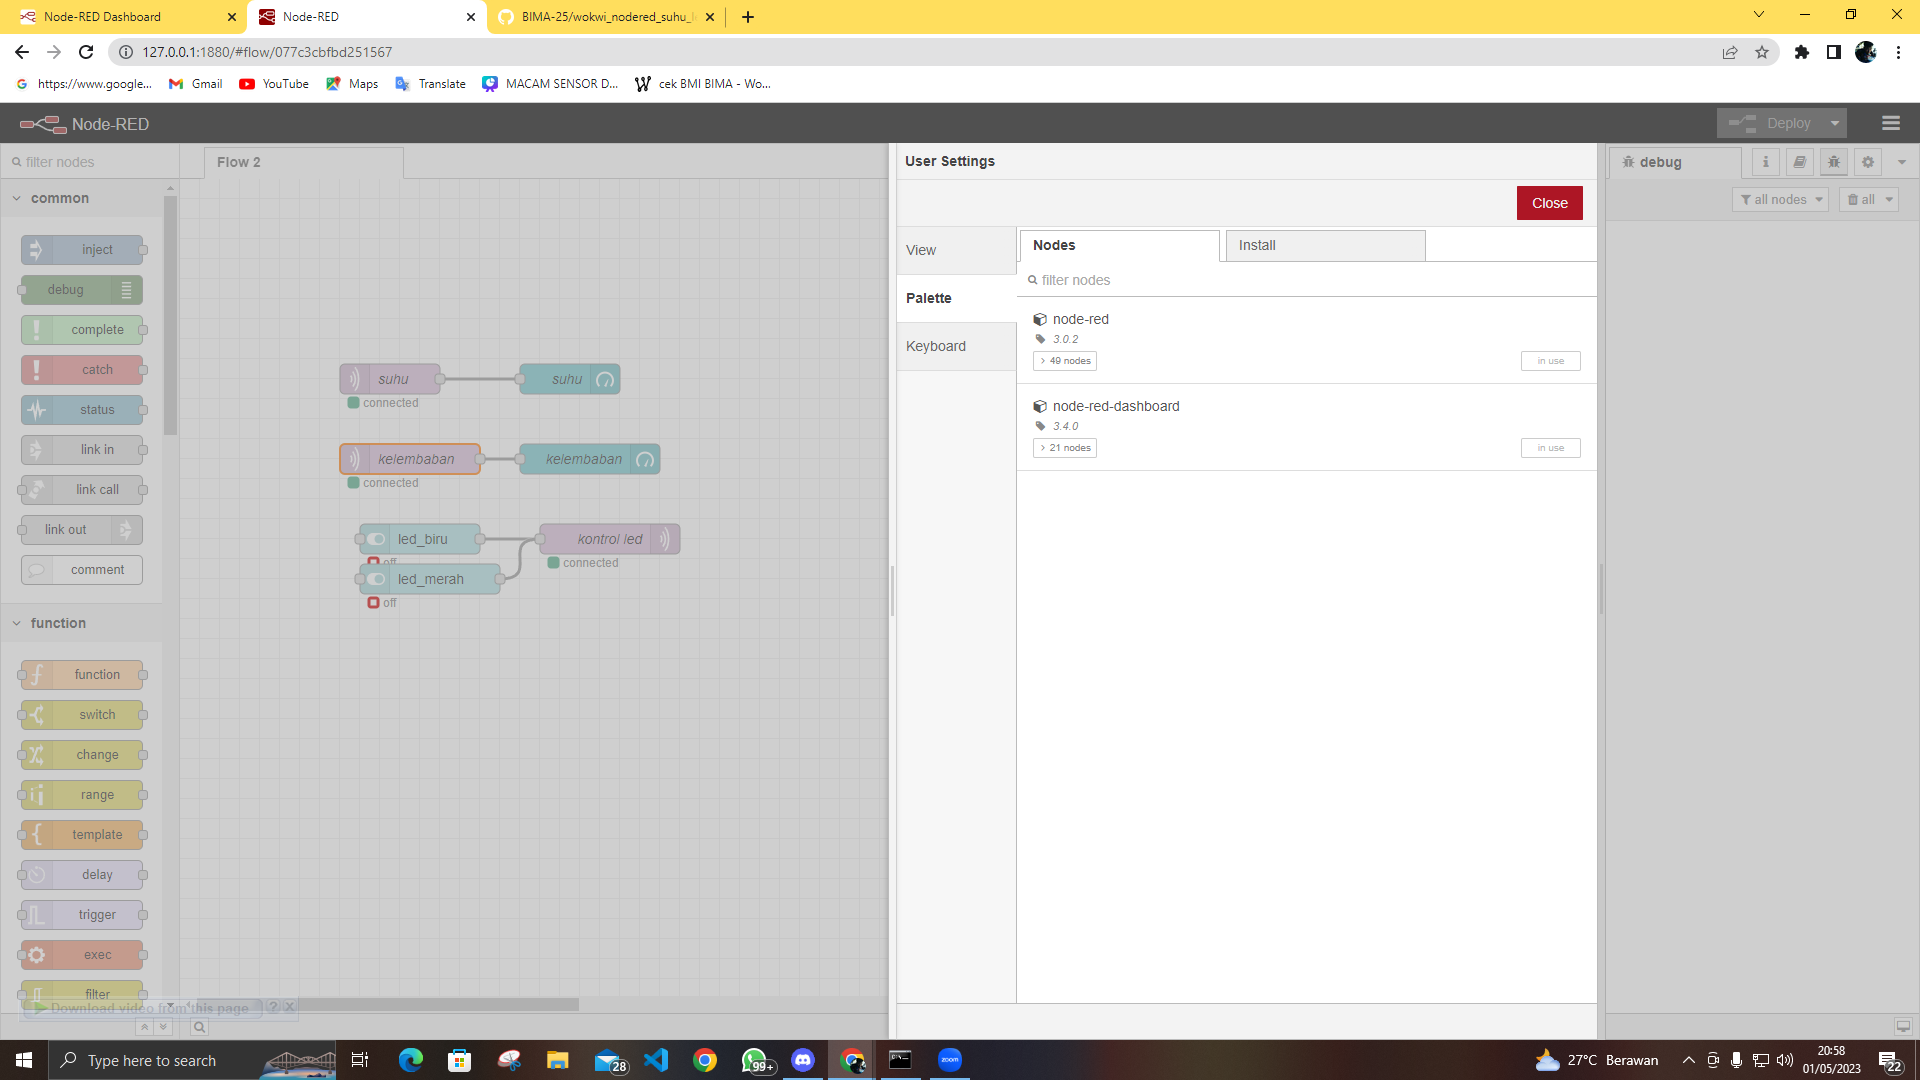 Node-RED Dashboard
Node-RED
BIMA-25/wokwi_nodered_suhu_l
127.0.0.1:1880/#flow/077c3cbfbd251567
https://www.google...
Gmail
YouTube
Maps
Translate
MACAM SENSOR D...
cek BMI BIMA - Wo...
Node-RED
Deploy
filter nodes
Flow 2
User Settings
debug
all nodes
all
Close
common
inject
debug
complete
catch
status
link in
link call
link out
comment
function
function
switch
change
range
template
delay
trigger
exec
filter
Download video from this page
suhu
suhu
connected
kelembaban
kelembaban
connected
led_biru
kontrol led
off
connected
led_merah
off
View
Palette
Keyboard
Nodes
Install
filter nodes
node-red
3.0.2
49 nodes
in use
node-red-dashboard
3.4.0
21 nodes
in use
Type here to search
28
99+
zoom
27°C Berawan
20:58
01/05/2023
22